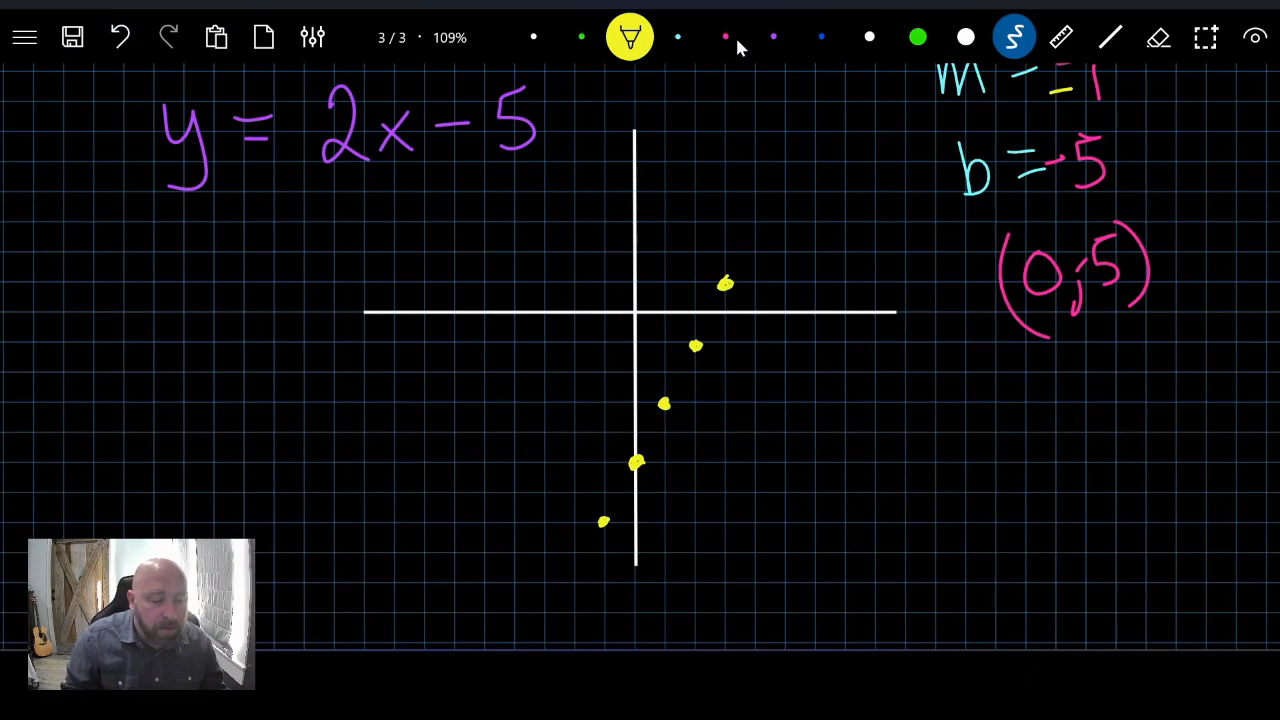 3 / 3 · 109%
y = 2x - 5
m =
b = -5
(0, -5)